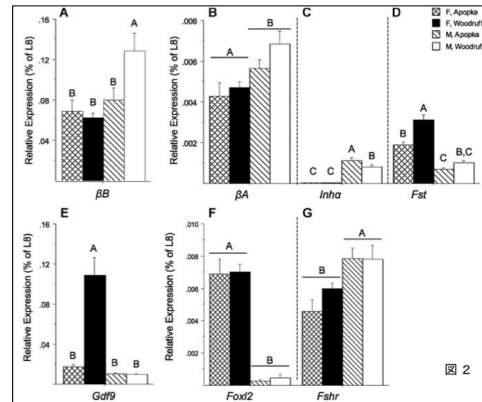 A
B
C
D
F, Apopka
F, Woodruff
M, Apopka
M, Woodruff
Relative Expression (% of L8)
.16
.12
.08
.04
B
B
B
A
βB
Relative Expression (% of L8)
.008
.006
.004
.002
A
B
βA
C
C
A
B
Inhα
B
A
C
B,C
Fst
E
F
G
Relative Expression (% of L8)
.12
.08
.04
B
A
B
B
Gdf9
Relative Expression (% of L8)
.010
.008
.006
.004
.002
A
B
Foxl2
B
A
Fshr
図 2